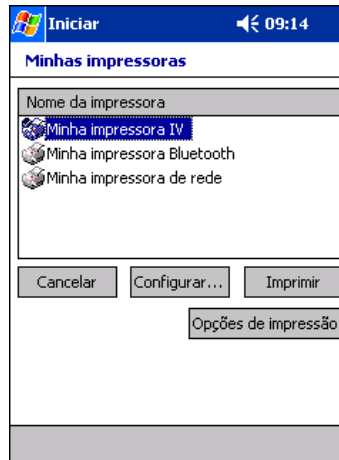 Iniciar 09:14
Minhas impressoras
Nome da impressora
Minha impressora IV
Minha impressora Bluetooth
Minha impressora de rede
Cancelar Configurar... Imprimir
Opções de impressão